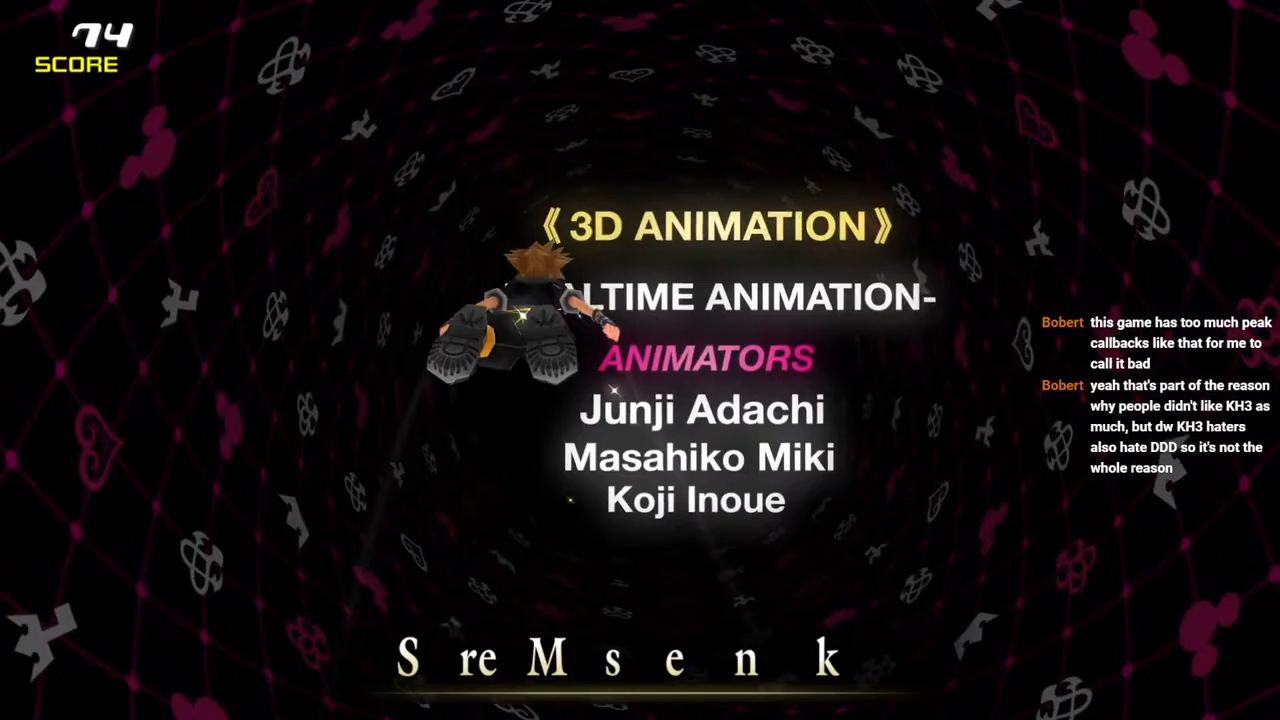 74
SCORE
《3D ANIMATION》
LTIME ANIMATION-
ANIMATORS
Junji Adachi
Masahiko Miki
Koji Inoue
Bobert this game has too much peak
callbacks like that for me to
call it bad
Bobert yeah that's part of the reason
why people didn't like KH3 as
much, but dw KH3 haters
also hate DDD so it's not the
whole reason
S re M s e n k